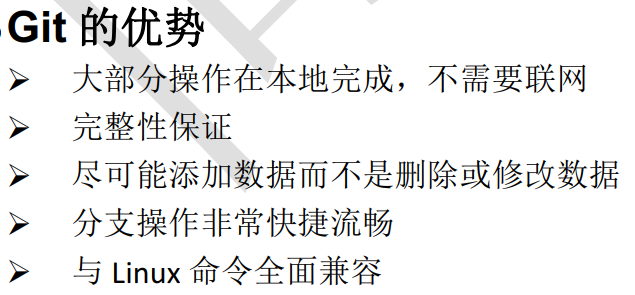 Git 的优势
➢ 大部分操作在本地完成，不需要联网
➢ 完整性保证
➢ 尽可能添加数据而不是删除或修改数据
➢ 分支操作非常快捷流畅
➢ 与 Linux 命令全面兼容